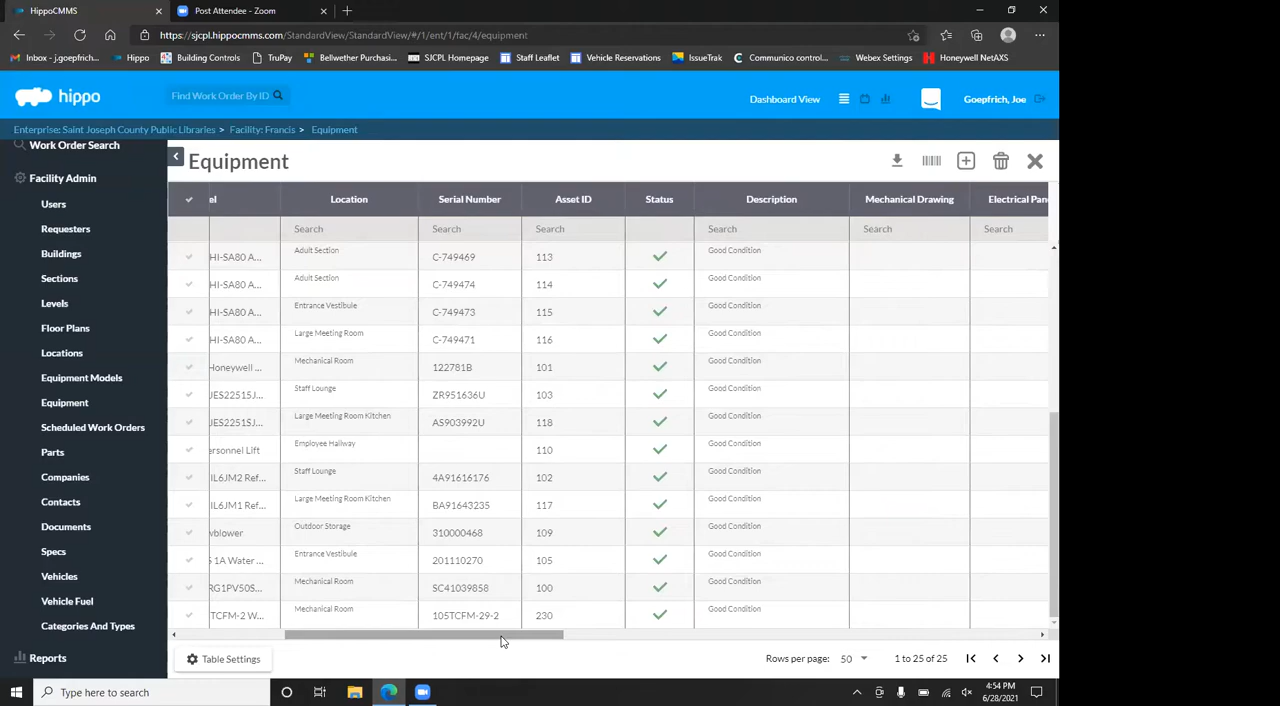 HippoCMMS
Post Attendee - Zoom
https://sjcpl.hippocmms.com/StandardView/StandardView/#/1/ent/1/fac/4/equipment
Inbox - j.goepfrich...
Hippo
Building Controls
TruPay
Bellwether Purchasi...
SJCPL Homepage
Staff Leaflet
Vehicle Reservations
IssueTrak
Communico control...
Webex Settings
Honeywell NetAXS
hippo
Find Work Order By ID
Dashboard View
Goepfrich, Joe
Enterprise: Saint Joseph County Public Libraries > Facility: Francis > Equipment
Work Order Search
Facility Admin
Users
Requesters
Buildings
Sections
Levels
Floor Plans
Locations
Equipment Models
Equipment
Scheduled Work Orders
Parts
Companies
Contacts
Documents
Specs
Vehicles
Vehicle Fuel
Categories And Types
Reports
Equipment
el Location Serial Number Asset ID Status Description Mechanical Drawing Electrical Pan
Search Search Search Search Search Search
HI-SA80 A... Adult Section C-749469 113 Good Condition
HI-SA80 A... Adult Section C-749474 114 Good Condition
HI-SA80 A... Entrance Vestibule C-749473 115 Good Condition
HI-SA80 A... Large Meeting Room C-749471 116 Good Condition
Honeywell ... Mechanical Room 122781B 101 Good Condition
JES22515J... Staff Lounge ZR951636U 103 Good Condition
JES22515J... Large Meeting Room Kitchen AS903992U 118 Good Condition
ersonnel Lift Employee Hallway 110 Good Condition
IL6JM2 Ref... Staff Lounge 4A91616176 102 Good Condition
IL6JM1 Ref... Large Meeting Room Kitchen BA91643235 117 Good Condition
wblower Outdoor Storage 310000468 109 Good Condition
S 1A Water ... Entrance Vestibule 201110270 105 Good Condition
RG1PV50S... Mechanical Room SC41039858 100 Good Condition
TCFM-2 W... Mechanical Room 105TCFM-29-2 230 Good Condition
Table Settings
Rows per page: 50
1 to 25 of 25
Type here to search
4:54 PM
6/28/2021